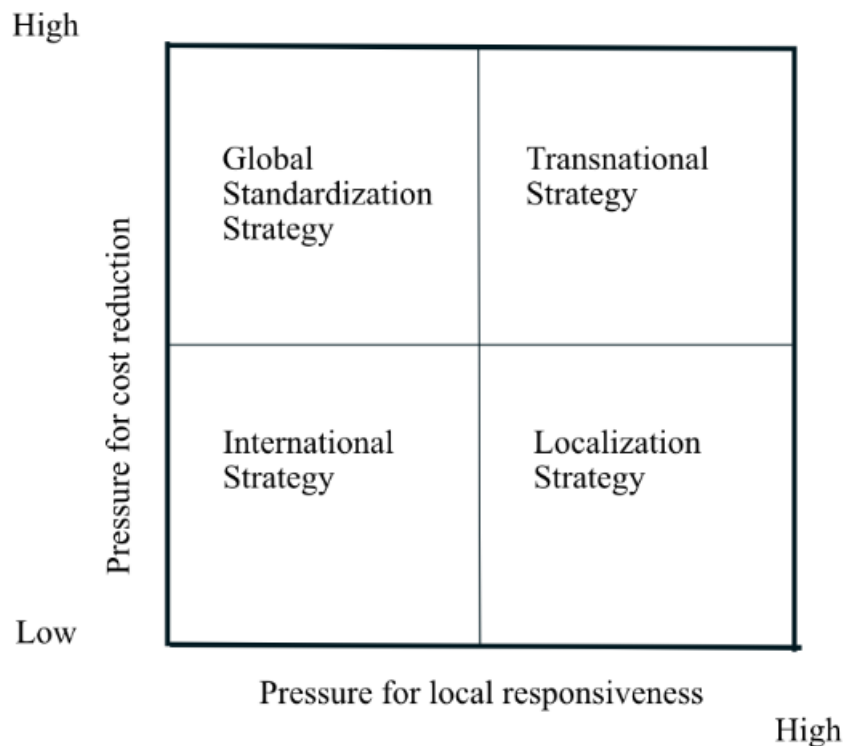 High
Global
Standardization
Strategy
Transnational
Strategy
Pressure for cost reduction
International
Strategy
Localization
Strategy
Low
Pressure for local responsiveness
High